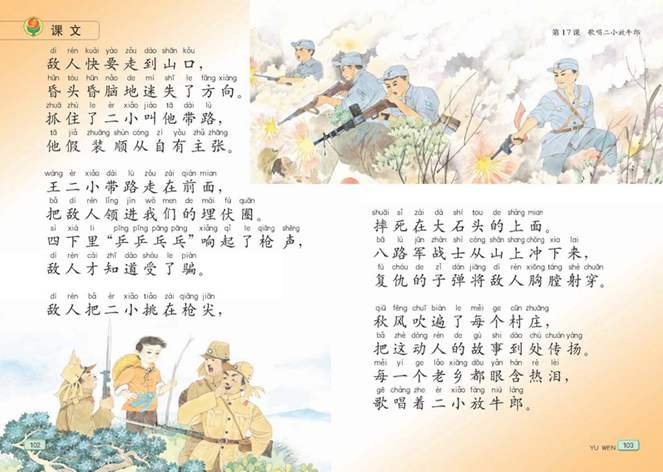 课文
dí rén kuài yào zǒu dào shān kǒu
敌人快要走到山口，
hūn tóu hūn nǎo de mí shī le fāng xiàng
昏头昏脑地迷失了方向。
zhuā zhù le èr xiǎo jiào tā dài lù
抓住了二小叫他带路，
tā jiǎ zhuāng shùn cóng zì yǒu zhǔ zhāng
他假装顺从自有主张。
wáng èr xiǎo dài lù zǒu zài qián mian
王二小带路走在前面，
bǎ dí rén lǐng jìn wǒ men de mái fú quān
把敌人领进我们的埋伏圈。
sì xià li pīng pīng pāng pāng xiǎng qǐ le qiāng shēng
四下里“乒乒乓乓”响起了枪声，
dí rén cái zhī dào shòu le piàn
敌人才知道受了骗。
dí rén bǎ èr xiǎo tiǎo zài qiāng jiān
敌人把二小挑在枪尖，
102 YU WEN
第17课 歌唱二小放牛郎
shuāi sǐ zài dà shí tou de shàng mian
摔死在大石头的上面。
bā lù jūn zhàn shì cóng shān shang chōng xia lai
八路军战士从山上冲下来，
fù chóu de zǐ dàn jiāng dí rén xiōng táng shè chuān
复仇的子弹将敌人胸膛射穿。
qiū fēng chuī biàn le měi ge cūn zhuāng
秋风吹遍了每个村庄，
bǎ zhè dòng rén de gù shi dào chù chuán yáng
把这动人的故事到处传扬。
měi yí ge lǎo xiāng dōu yǎn hán rè lèi
每一个老乡都眼含热泪，
gē chàng zhe èr xiǎo fàng niú láng
歌唱着二小放牛郎。
YU WEN 103